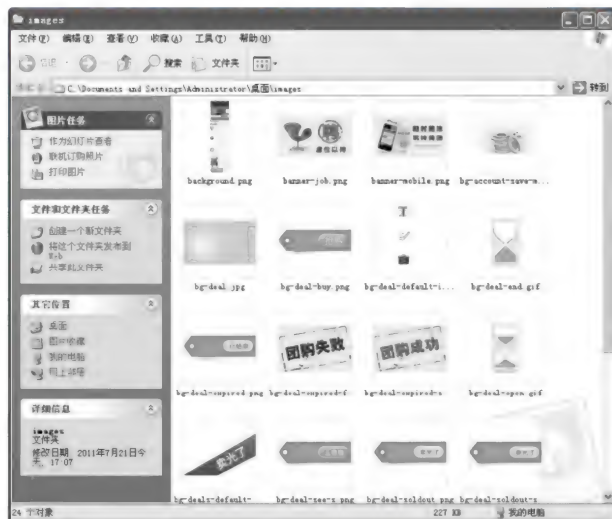 images
文件(F) 编辑(E) 查看(V) 收藏(A) 工具(T) 帮助(H)
搜索 文件夹
C:\Documents and Settings\Administrator\桌面\images 转到
图片任务
作为幻灯片查看
联机订购照片
打印图片
文件和文件夹任务
创建一个新文件夹
将这个文件夹发布到
Web
共享此文件夹
其它位置
桌面
图片收藏
我的电脑
网上邻居
详细信息
images
文件夹
修改日期: 2011年7月21日今
天, 17:07
background.png banner-job.png banner-mobile.png bg-account-save-m...
bg-deal.jpg bg-deal-buy.png bg-deal-default-i... bg-deal-end.gif
已结束
团购失败
团购成功
bg-deal-expired.png bg-deal-expired-f... bg-deal-expired-s... bg-deal-open.gif
卖光了
卖光了
卖光了
bg-deals-default-... bg-deal-see-s.png bg-deal-soldout.png bg-deal-soldout-s...
24 个对象 227 KB 我的电脑